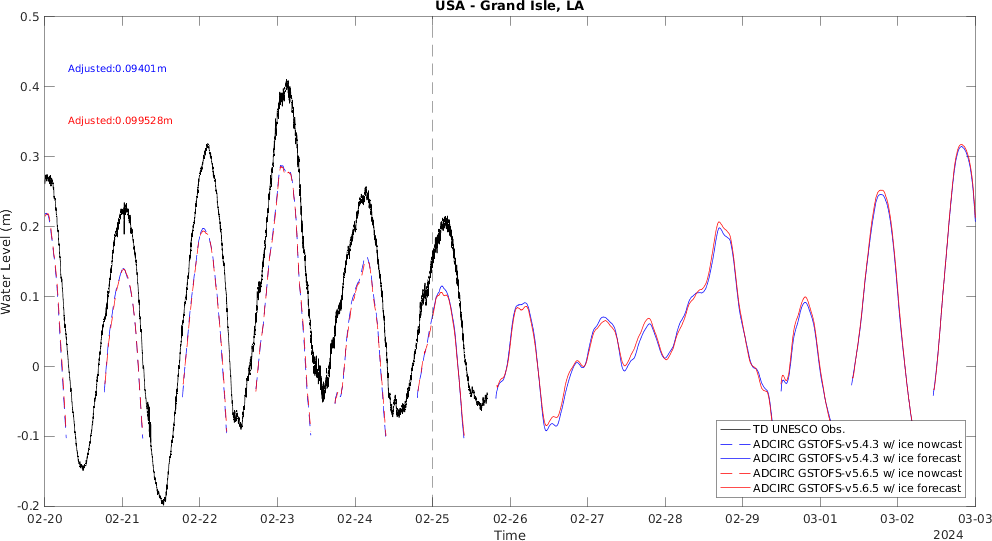 USA - Grand Isle, LA
0.5
0.4
0.3
0.2
0.1
0
-0.1
-0.2
Water Level (m)
Adjusted:0.09401m
Adjusted:0.099528m
TD UNESCO Obs.
ADCIRC GSTOFS-v5.4.3 w/ ice nowcast
ADCIRC GSTOFS-v5.4.3 w/ ice forecast
ADCIRC GSTOFS-v5.6.5 w/ ice nowcast
ADCIRC GSTOFS-v5.6.5 w/ ice forecast
02-20 02-21 02-22 02-23 02-24 02-25 02-26 02-27 02-28 02-29 03-01 03-02 03-03
Time
2024